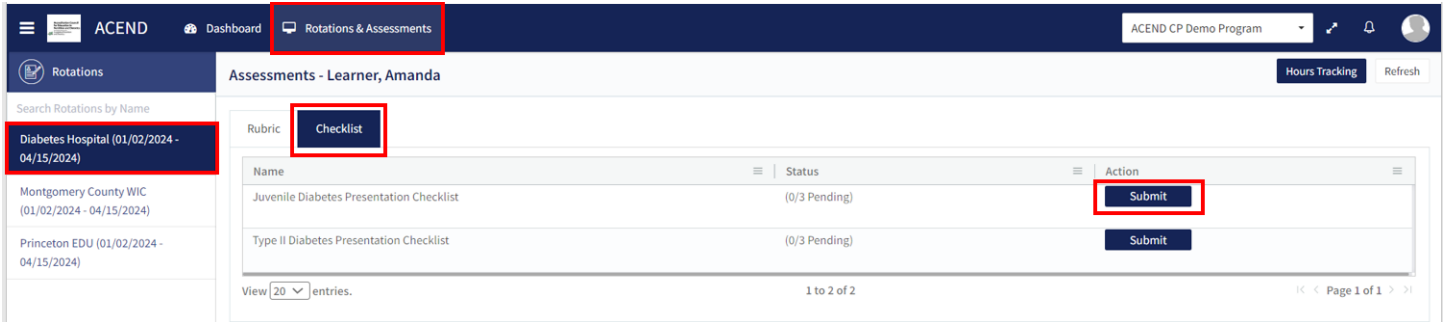 ACEND
Dashboard
Rotations & Assessments
ACEND CP Demo Program
Rotations
Assessments - Learner, Amanda
Hours Tracking
Refresh
Search Rotations by Name
Diabetes Hospital (01/02/2024 -
04/15/2024)
Montgomery County WIC
(01/02/2024 - 04/15/2024)
Princeton EDU (01/02/2024 -
04/15/2024)
Rubric
Checklist
Name
Status
Action
Juvenile Diabetes Presentation Checklist
(0/3 Pending)
Submit
Type II Diabetes Presentation Checklist
(0/3 Pending)
Submit
View 20 entries.
1 to 2 of 2
Page 1 of 1